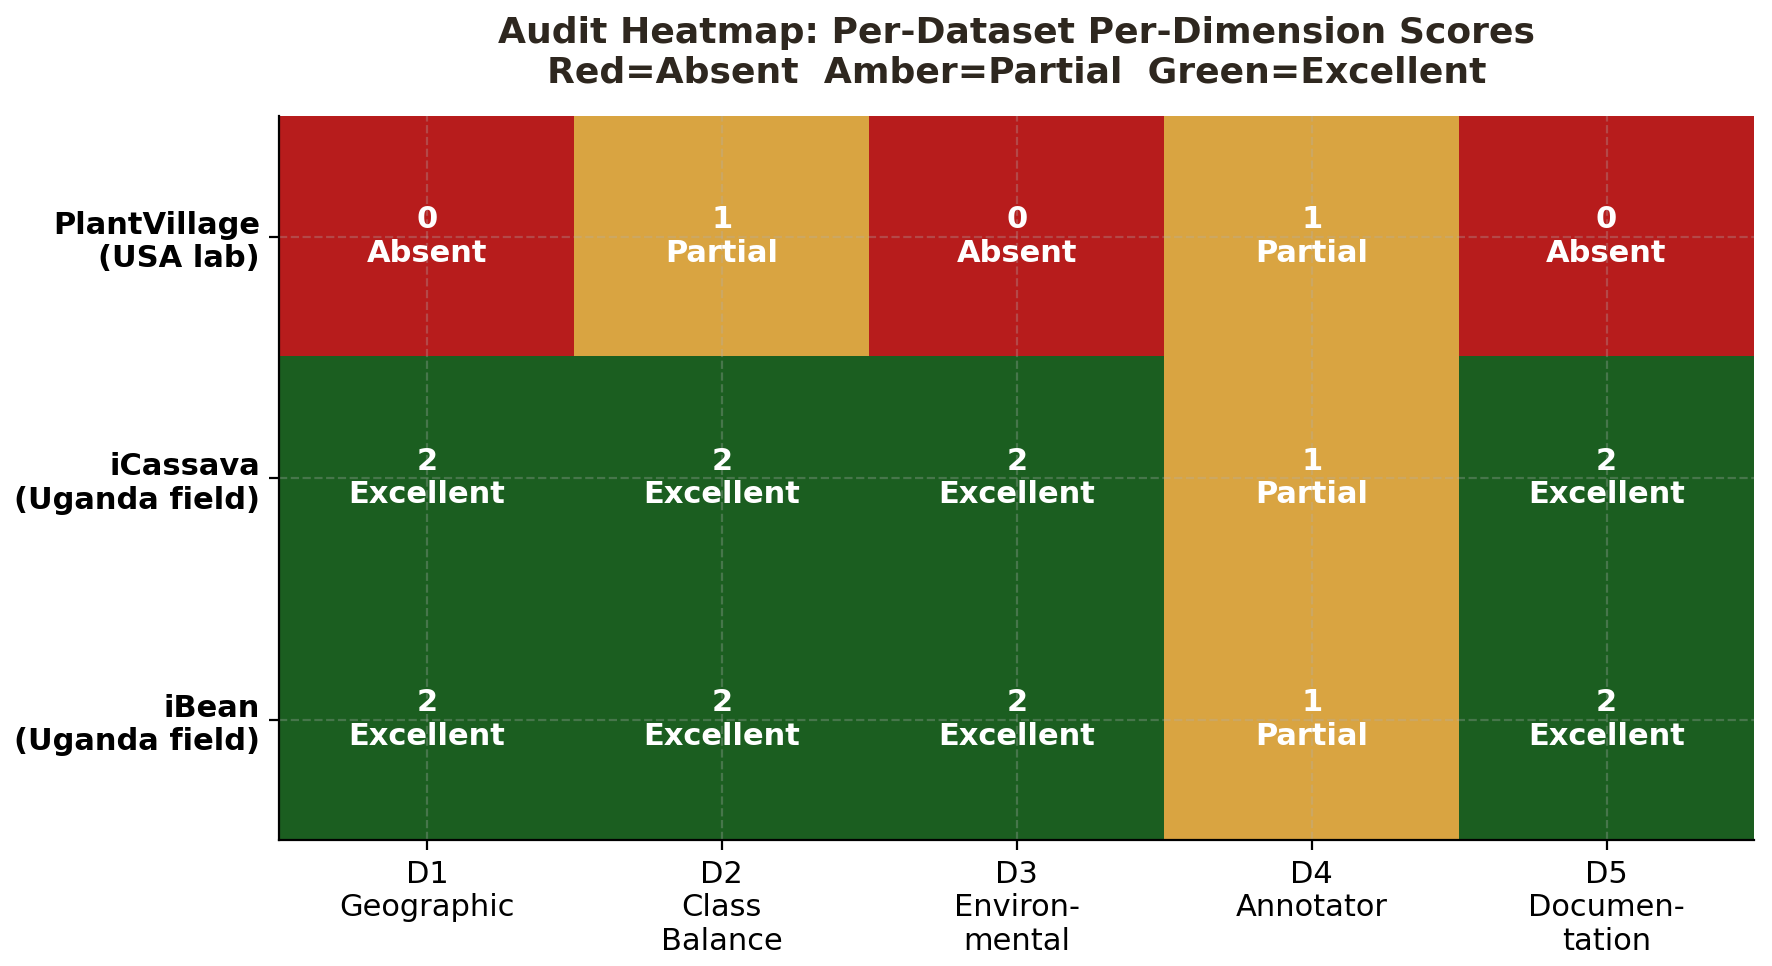 Audit Heatmap: Per-Dataset Per-Dimension Scores
Red=Absent  Amber=Partial  Green=Excellent
PlantVillage
(USA lab)
0
Absent
1
Partial
0
Absent
1
Partial
0
Absent
iCassava
(Uganda field)
2
Excellent
2
Excellent
2
Excellent
1
Partial
2
Excellent
iBean
(Uganda field)
2
Excellent
2
Excellent
2
Excellent
1
Partial
2
Excellent
D1
Geographic
D2
Class
Balance
D3
Environ-
mental
D4
Annotator
D5
Documen-
tation